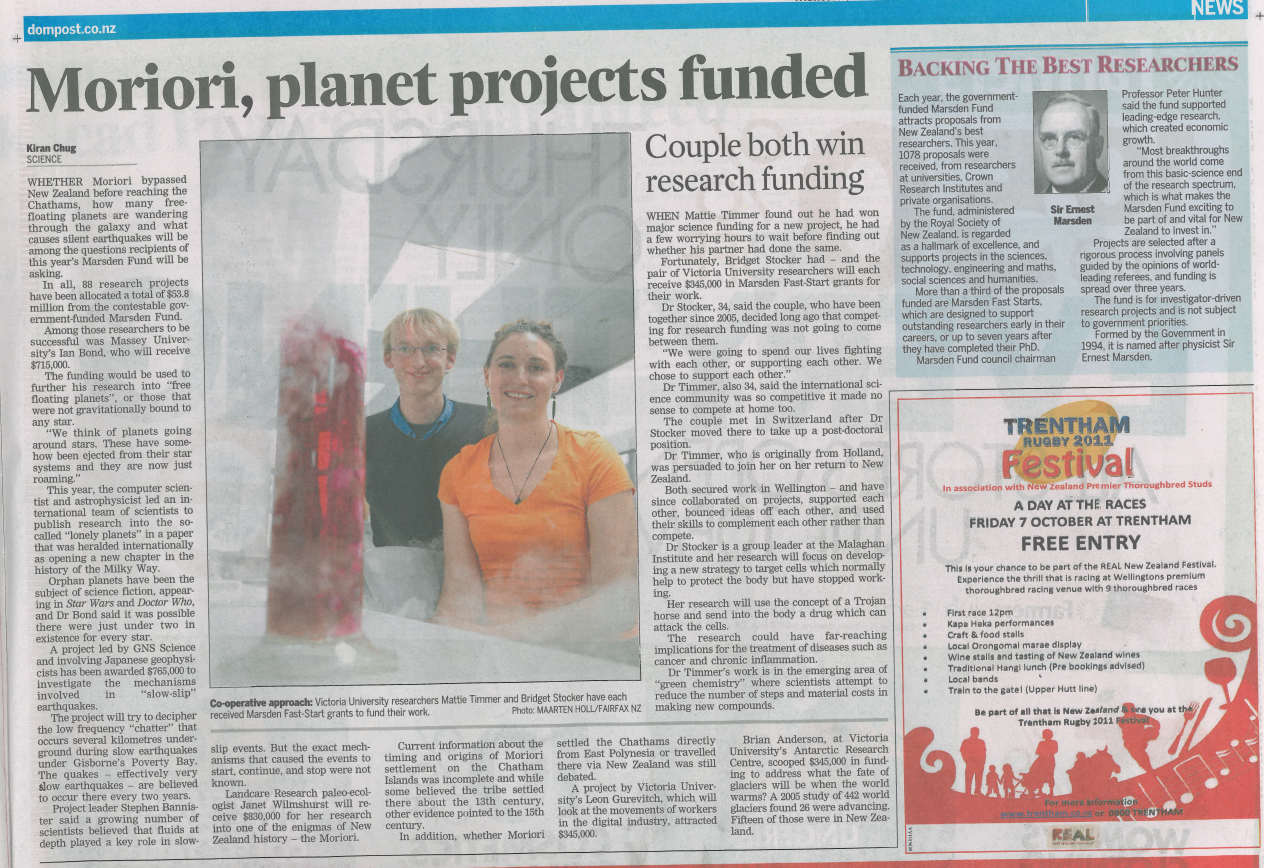 NEWS
dompost.co.nz
Moriori, planet projects funded
Kiran Chug
SCIENCE
WHETHER Moriori bypassed
New Zealand before reaching the
Chathams, how many free-
floating planets are wandering
through the galaxy and what
causes silent earthquakes will be
among the questions recipients of
this year's Marsden Fund will be
asking.
In all, 88 research projects
have been allocated a total of $53.8
million from the contestable gov-
ernment-funded Marsden Fund.
Among those researchers to be
successful was Massey Univer-
sity's Ian Bond, who will receive
$715,000.
The funding would be used to
further his research into "free
floating planets", or those that
were not gravitationally bound to
any star.
"We think of planets going
around stars. These have some-
how been ejected from their star
systems and they are now just
roaming."
This year, the computer scien-
tist and astrophysicist led an in-
ternational team of scientists to
publish research into the so-
called "lonely planets" in a paper
that was heralded internationally
as opening a new chapter in the
history of the Milky Way.
Orphan planets have been the
subject of science fiction, appear-
ing in Star Wars and Doctor Who,
and Dr Bond said it was possible
there were just under two in
existence for every star.
A project led by GNS Science
and involving Japanese geophysi-
cists has been awarded $765,000 to
investigate the mechanisms
involved in "slow-slip"
earthquakes.
The project will try to decipher
the low frequency "chatter" that
occurs several kilometres under-
ground during slow earthquakes
under Gisborne's Poverty Bay.
The quakes – effectively very
slow earthquakes – are believed
to occur there every two years.
Project leader Stephen Bannis-
ter said a growing number of
scientists believed that fluids at
depth played a key role in slow-
slip events. But the exact mech-
anisms that caused the events to
start, continue, and stop were not
known.
Landcare Research paleo-ecol-
ogist Janet Wilmshurst will re-
ceive $830,000 for her research
into one of the enigmas of New
Zealand history – the Moriori.
Current information about the
timing and origins of Moriori
settlement on the Chatham
Islands was incomplete and while
some believed the tribe settled
there about the 13th century,
other evidence pointed to the 15th
century.
In addition, whether Moriori
settled the Chathams directly
from East Polynesia or travelled
there via New Zealand was still
debated.
A project by Victoria Univer-
sity's Leon Gurevitch, which will
look at the movements of workers
in the digital industry, attracted
$345,000.
Brian Anderson, at Victoria
University's Antarctic Research
Centre, scooped $345,000 in fund-
ing to address what the fate of
glaciers will be when the world
warms? A 2005 study of 442 world
glaciers found 26 were advancing.
Fifteen of those were in New Zea-
land.
Co-operative approach: Victoria University researchers Mattie Timmer and Bridget Stocker have each
received Marsden Fast-Start grants to fund their work.
Photo: MAARTEN HOLL/FAIRFAX NZ
Couple both win
research funding
WHEN Mattie Timmer found out he had won
major science funding for a new project, he had
a few worrying hours to wait before finding out
whether his partner had done the same.
Fortunately, Bridget Stocker had – and the
pair of Victoria University researchers will each
receive $345,000 in Marsden Fast-Start grants for
their work.
Dr Stocker, 34, said the couple, who have been
together since 2005, decided long ago that compet-
ing for research funding was not going to come
between them.
"We were going to spend our lives fighting
with each other, or supporting each other. We
chose to support each other."
Dr Timmer, also 34, said the international sci-
ence community was so competitive it made no
sense to compete at home too.
The couple met in Switzerland after Dr
Stocker moved there to take up a post-doctoral
position.
Dr Timmer, who is originally from Holland,
was persuaded to join her on her return to New
Zealand.
Both secured work in Wellington – and have
since collaborated on projects, supported each
other, bounced ideas off each other, and used
their skills to complement each other rather than
compete.
Dr Stocker is a group leader at the Malaghan
Institute and her research will focus on develop-
ing a new strategy to target cells which normally
help to protect the body but have stopped work-
ing.
Her research will use the concept of a Trojan
horse and send into the body a drug which can
attack the cells.
The research could have far-reaching
implications for the treatment of diseases such as
cancer and chronic inflammation.
Dr Timmer's work is in the emerging area of
"green chemistry" where scientists attempt to
reduce the number of steps and material costs in
making new compounds.
BACKING THE BEST RESEARCHERS
Each year, the government-
funded Marsden Fund
attracts proposals from
New Zealand's best
researchers. This year,
1078 proposals were
received, from researchers
at universities, Crown
Research Institutes and
private organisations.
The fund, administered
by the Royal Society of
New Zealand, is regarded
as a hallmark of excellence, and
supports projects in the sciences,
technology, engineering and maths,
social sciences and humanities.
More than a third of the proposals
funded are Marsden Fast Starts,
which are designed to support
outstanding researchers early in their
careers, or up to seven years after
they have completed their PhD.
Marsden Fund council chairman
Sir Ernest
Marsden
Professor Peter Hunter
said the fund supported
leading-edge research,
which created economic
growth.
"Most breakthroughs
around the world come
from this basic-science end
of the research spectrum,
which is what makes the
Marsden Fund exciting to
be part of and vital for New
Zealand to invest in."
Projects are selected after a
rigorous process involving panels
guided by the opinions of world-
leading referees, and funding is
spread over three years.
The fund is for investigator-driven
research projects and is not subject
to government priorities.
Formed by the Government in
1994, it is named after physicist Sir
Ernest Marsden.
TRENTHAM
RUGBY 2011
Festival
In association with New Zealand Premier Thoroughbred Studs
A DAY AT THE RACES
FRIDAY 7 OCTOBER AT TRENTHAM
FREE ENTRY
This is your chance to be part of the REAL New Zealand Festival.
Experience the thrill that is racing at Wellingtons premium
thoroughbred racing venue with 9 thoroughbred races
• First race 12pm
• Kapa Haka performances
• Craft & food stalls
• Local Orongomai marae display
• Wine stalls and tasting of New Zealand wines
• Traditional Hangi lunch (Pre bookings advised)
• Local bands
• Train to the gate! (Upper Hutt line)
Be part of all that is New Zealand & see you at the
Trentham Rugby 2011 Festival
For more information
www.trentham.co.nz or 0800 TRENTHAM
REAL